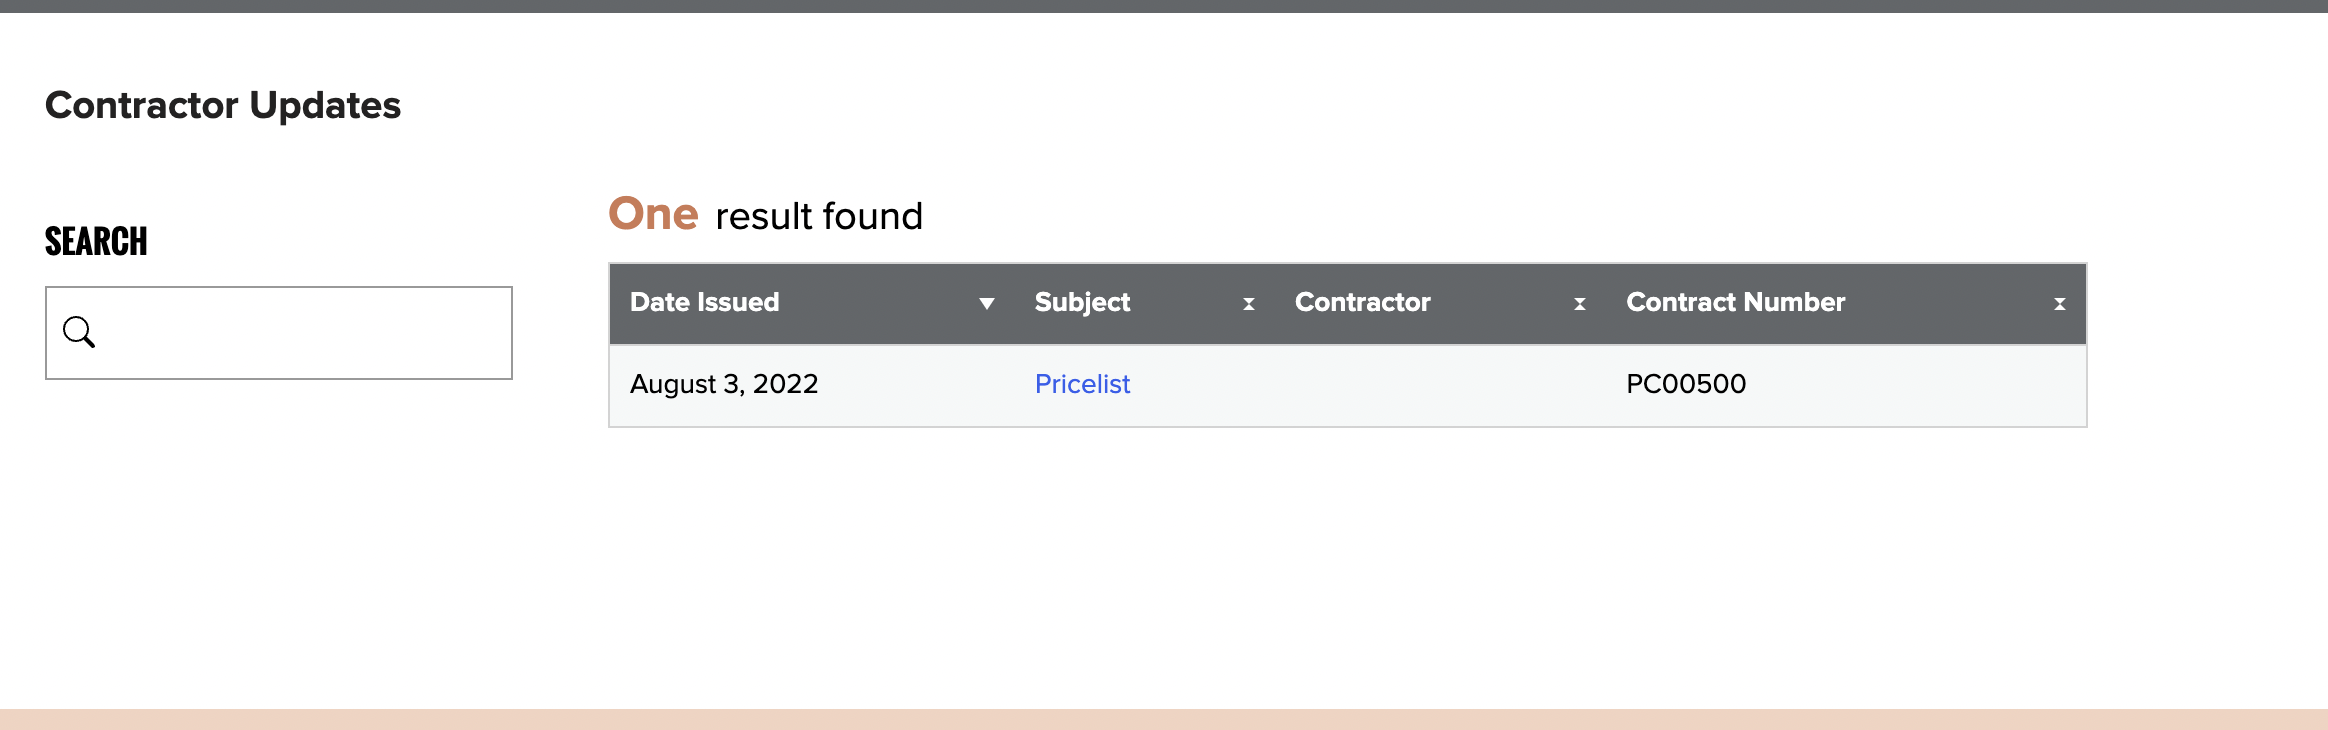 Contractor Updates
SEARCH
One result found
Date Issued Subject Contractor Contract Number
August 3, 2022 Pricelist PC00500